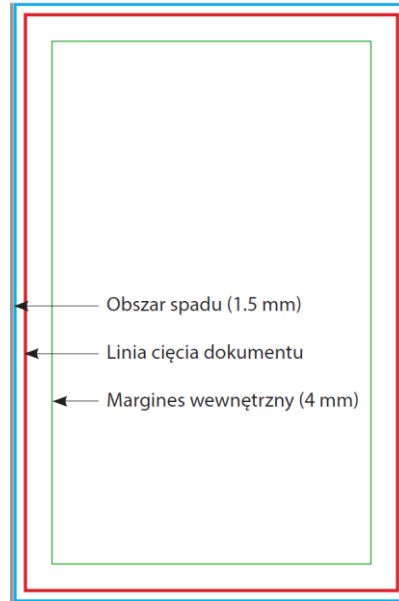 Obszar spadu (1.5 mm)
Linia cięcia dokumentu
Margines wewnętrzny (4 mm)